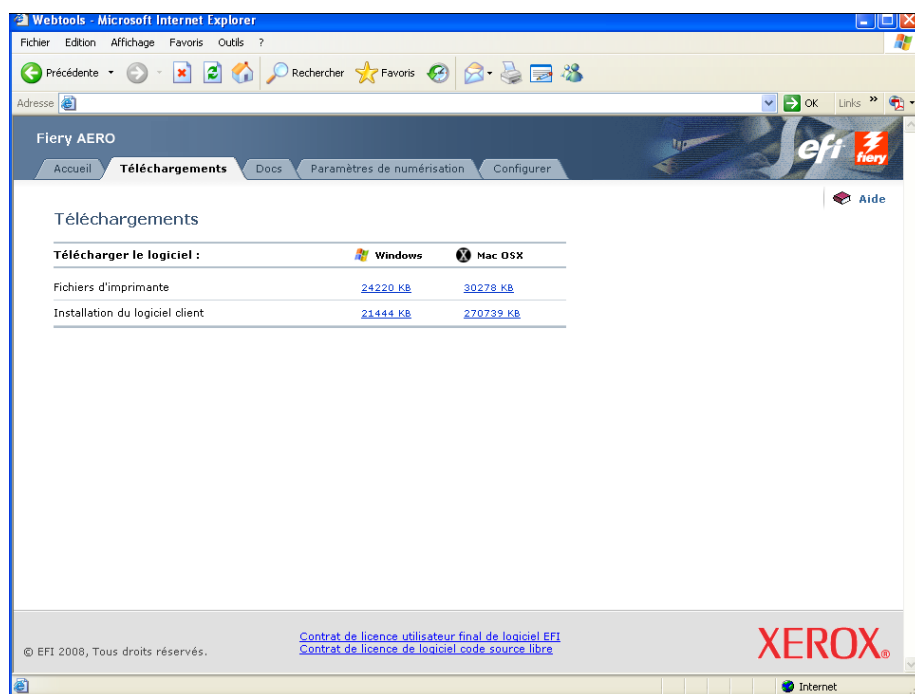 Webtools - Microsoft Internet Explorer
Fichier Edition Affichage Favoris Outils ?
Précédente Rechercher Favoris
Adresse OK Links »
Fiery AERO
efi fiery
Accueil Téléchargements Docs Paramètres de numérisation Configurer
Aide
Téléchargements
Télécharger le logiciel : Windows Mac OSX
Fichiers d'imprimante 24220 KB 30278 KB
Installation du logiciel client 21444 KB 270739 KB
Contrat de licence utilisateur final de logiciel EFI
© EFI 2008, Tous droits réservés. Contrat de licence de logiciel code source libre
XEROX®
Internet